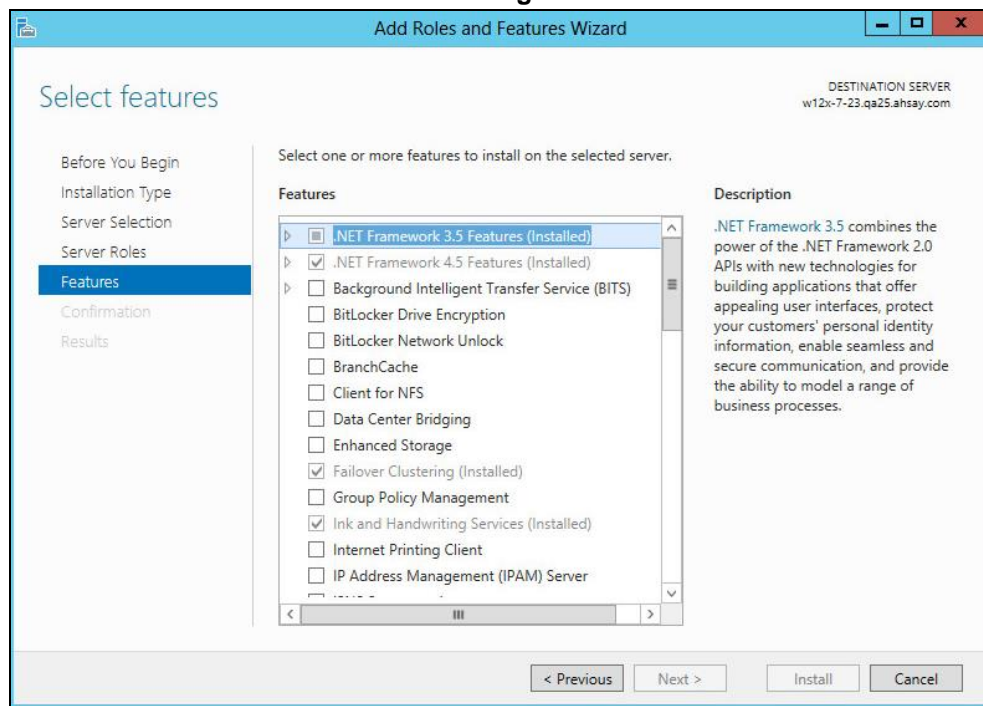 Add Roles and Features Wizard
Select features
DESTINATION SERVER
w12x-7-23.qa25.ahsay.com
Before You Begin
Installation Type
Server Selection
Server Roles
Features
Confirmation
Results
Select one or more features to install on the selected server.
Features
.NET Framework 3.5 Features (Installed)
.NET Framework 4.5 Features (Installed)
Background Intelligent Transfer Service (BITS)
BitLocker Drive Encryption
BitLocker Network Unlock
BranchCache
Client for NFS
Data Center Bridging
Enhanced Storage
Failover Clustering (Installed)
Group Policy Management
Ink and Handwriting Services (Installed)
Internet Printing Client
IP Address Management (IPAM) Server
Description
.NET Framework 3.5 combines the
power of the .NET Framework 2.0
APIs with new technologies for
building applications that offer
appealing user interfaces, protect
your customers' personal identity
information, enable seamless and
secure communication, and provide
the ability to model a range of
business processes.
< Previous
Next >
Install
Cancel